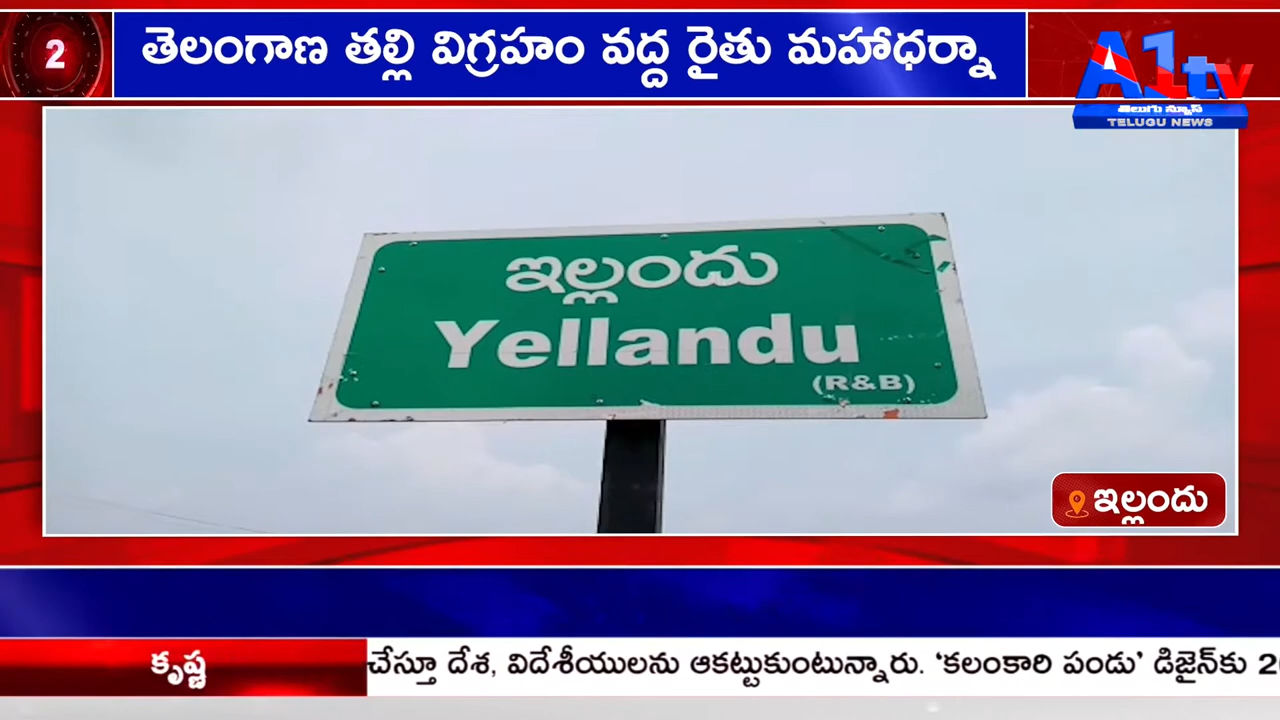 2
తెలంగాణ తల్లి విగ్రహం వద్ద రైతు మహాధర్నా
A1tv
తెలుగు న్యూస్
TELUGU NEWS
ఇల్లందు
Yellandu
(R&B)
ఇల్లందు
కృష్ణ
చేస్తూ దేశ, విదేశీయులను ఆకట్టుకుంటున్నారు. ‘కలంకారి పండు’ డిజైన్‌కు